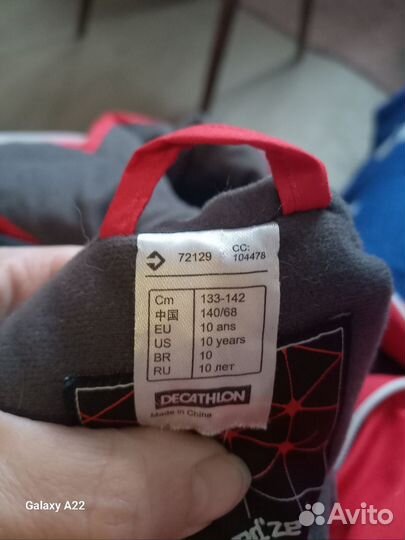 72129
CC:
104478
Cm 133-142
中国 140/68
EU 10 ans
US 10 years
BR 10
RU 10 лет
DECATHLON
Made in China
Galaxy A22
Avito